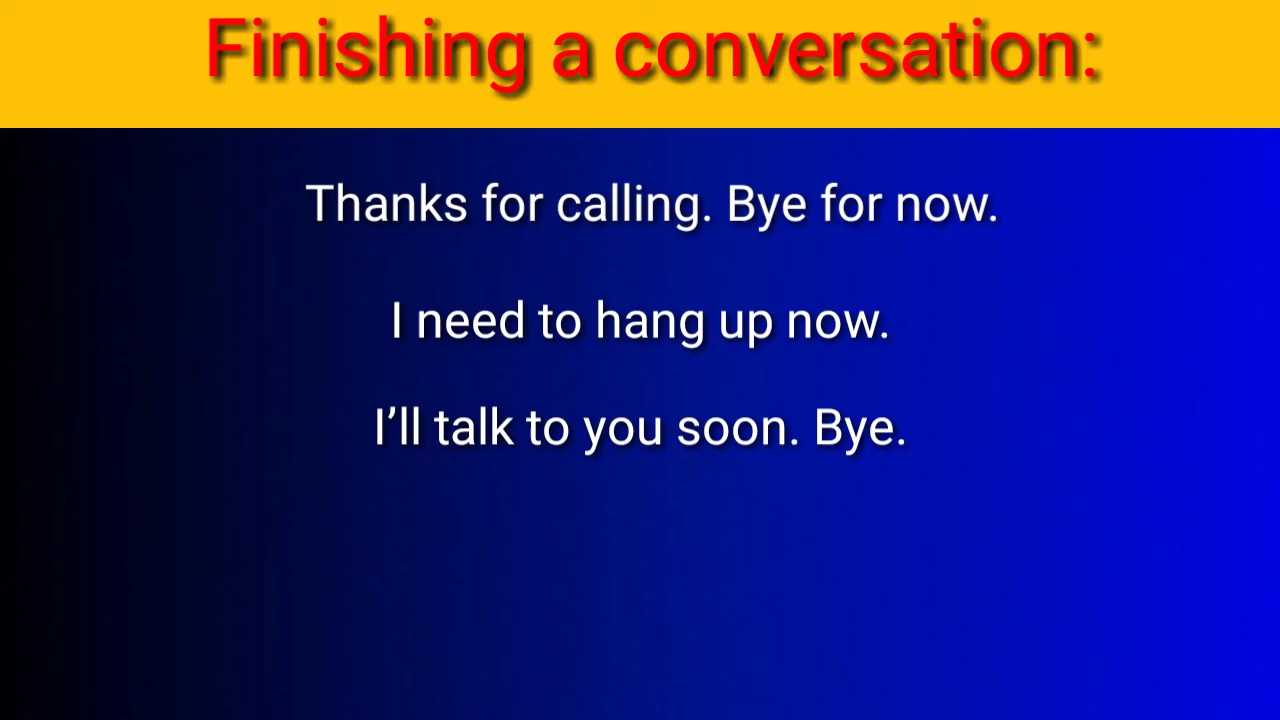 Finishing a conversation:
Thanks for calling. Bye for now.
I need to hang up now.
I’ll talk to you soon. Bye.